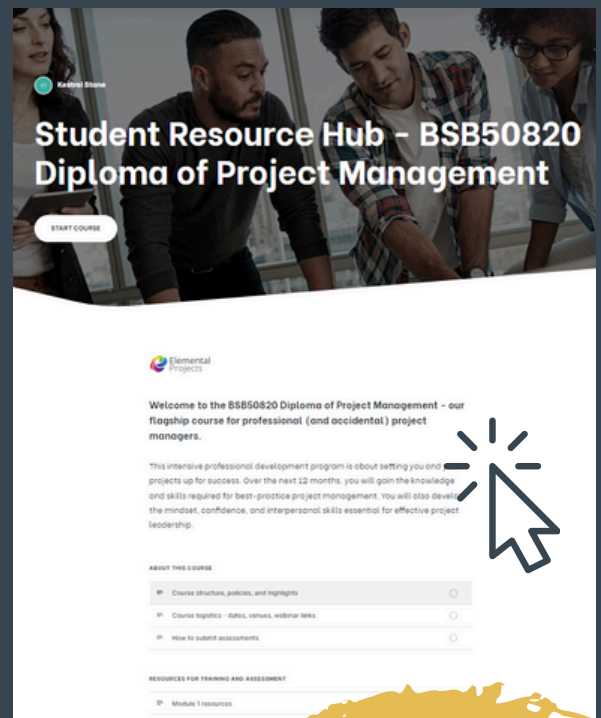 Kestrel Stone
Student Resource Hub - BSB50820
Diploma of Project Management
START COURSE
Elemental
Projects
Welcome to the BSB50820 Diploma of Project Management - our
flagship course for professional (and accidental) project
managers.
This intensive professional development program is about setting you and
projects up for success. Over the next 12 months, you will gain the knowledge
and skills required for best-practice project management. You will also develo
the mindset, confidence, and interpersonal skills essential for effective project
leadership.
ABOUT THIS COURSE
Course structure, policies, and highlights
Course logistics - dates, venues, webinar links
How to submit assessments
RESOURCES FOR TRAINING AND ASSESSMENT
Module 1 resources